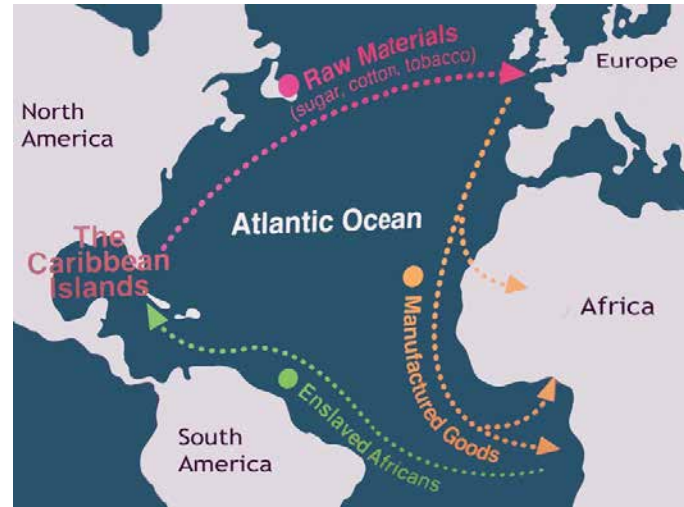 Raw Materials
(sugar, cotton, tobacco)
Europe
North
America
Atlantic Ocean
The
Caribbean
Islands
Manufactured Goods
Africa
Enslaved Africans
South
America